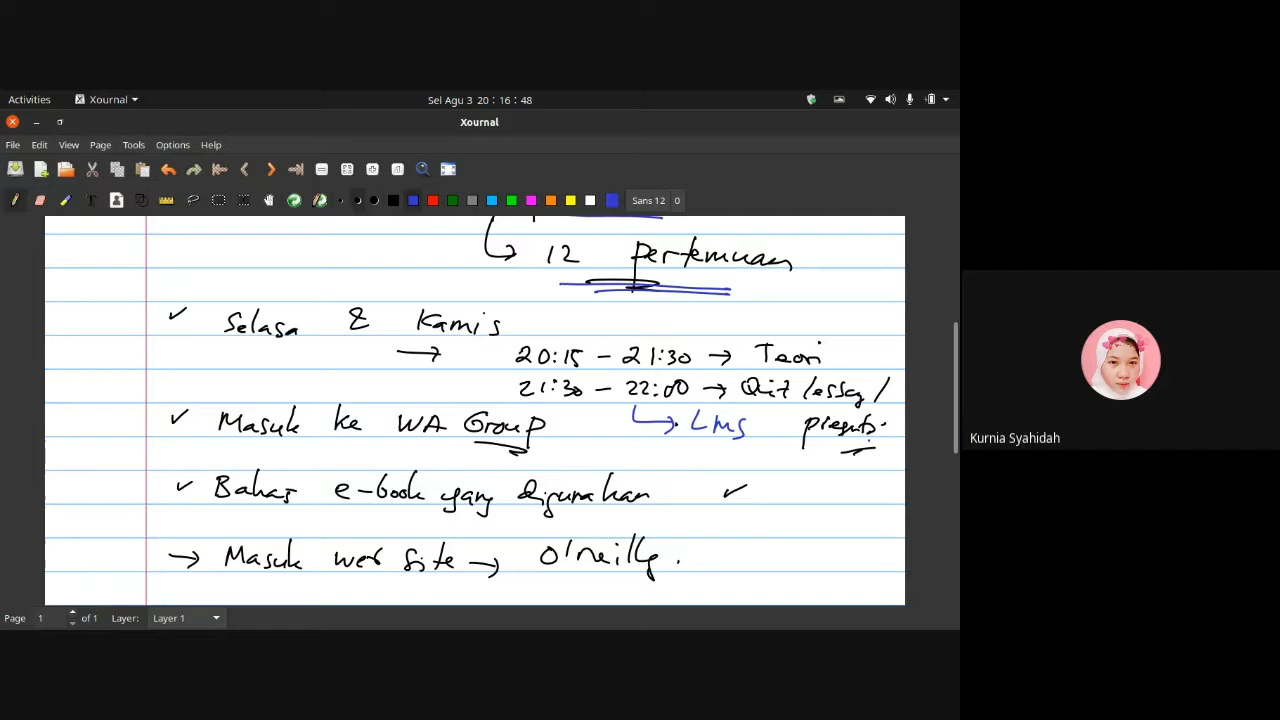 Activities Xournal Sel Agu 3 20:16:48
Xournal
File Edit View Page Tools Options Help
Sans 12 0
12 pertemuan
Selasa & Kamis
20:15 - 21:30 → Teori
21:30 - 22:00 → Quiz /essay /
Masuk ke WA Group
→ LMS
Bahas e-book yang digunakan ✓
→ Masuk web site → O'neilly.
Page 1 of 1 Layer: Layer 1
Kurnia Syahidah